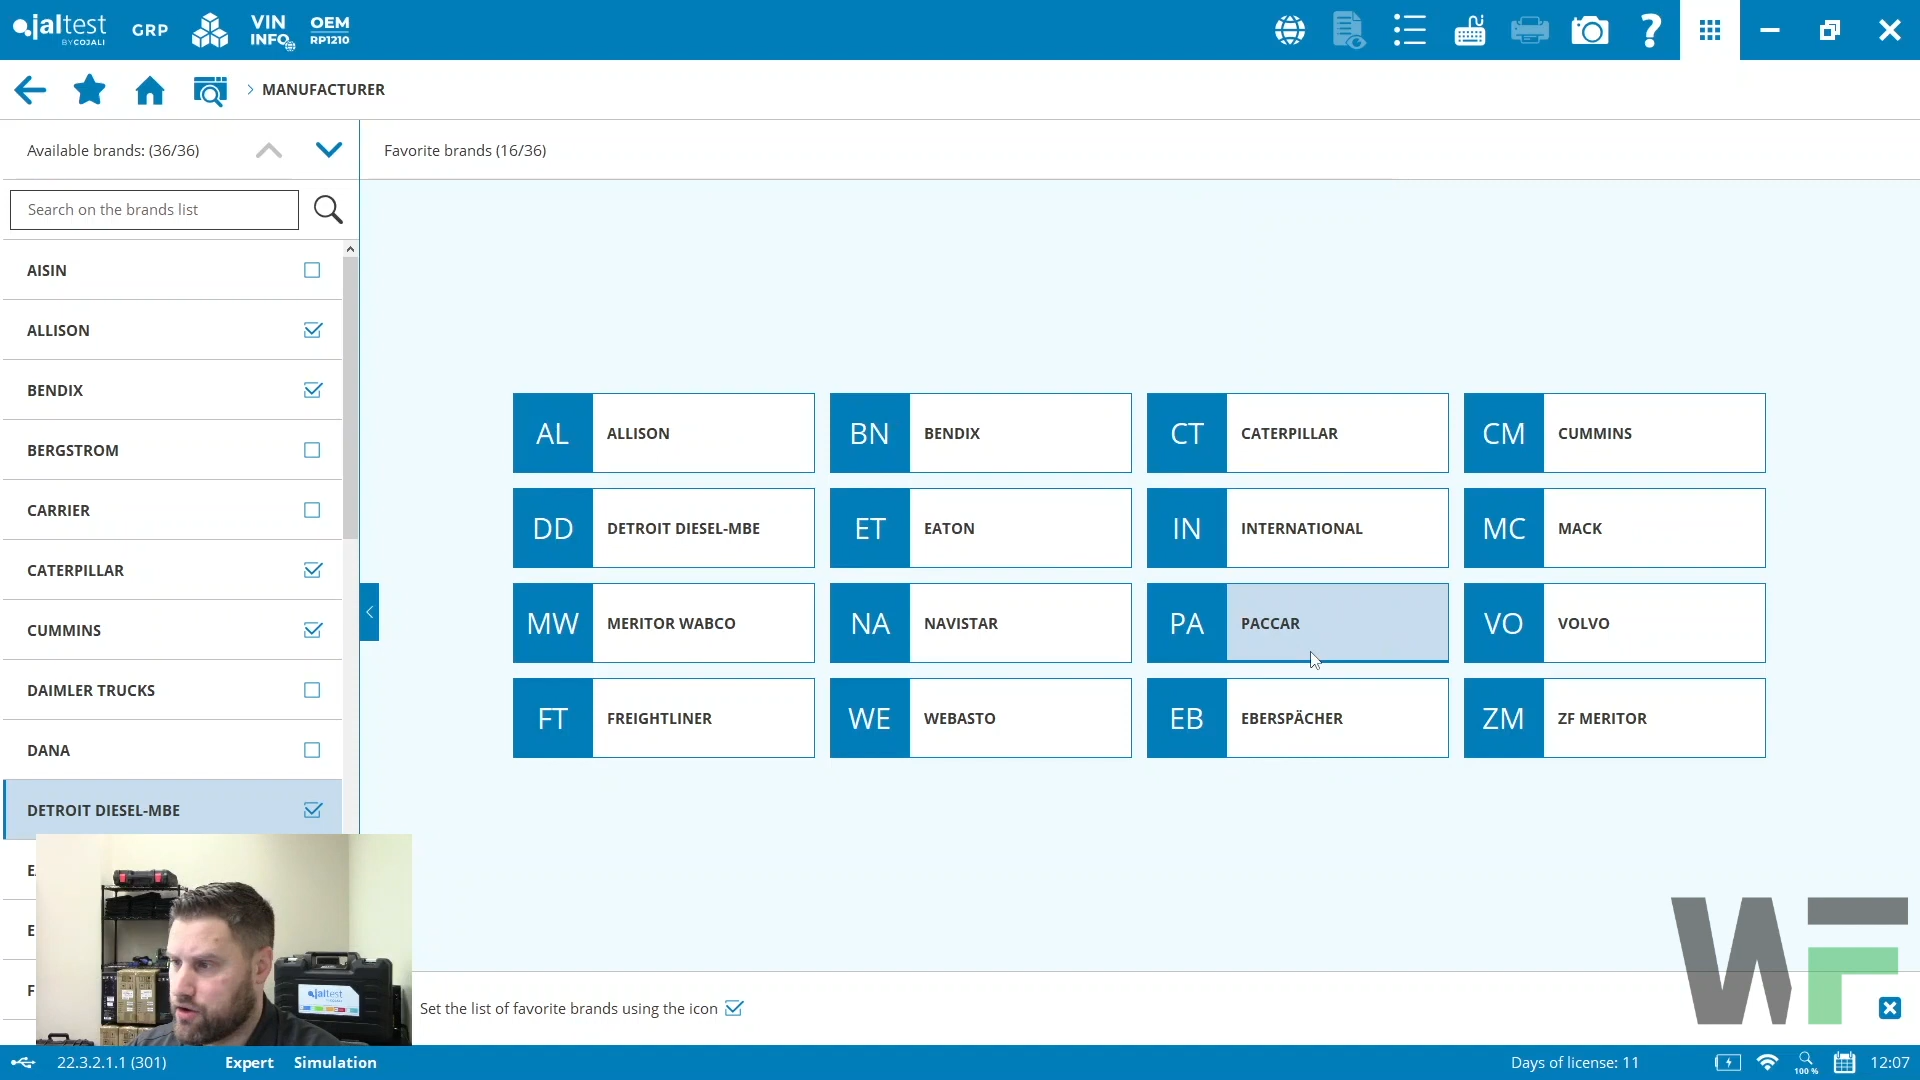 jaltest
BY COJALI
GRP
VIN
INFO
OEM
RP1210
?
> MANUFACTURER
Available brands: (36/36)
Favorite brands (16/36)
Search on the brands list
AISIN
ALLISON
BENDIX
BERGSTROM
CARRIER
CATERPILLAR
CUMMINS
DAIMLER TRUCKS
DANA
DETROIT DIESEL-MBE
E
E
F
AL ALLISON
BN BENDIX
CT CATERPILLAR
CM CUMMINS
DD DETROIT DIESEL-MBE
ET EATON
IN INTERNATIONAL
MC MACK
MW MERITOR WABCO
NA NAVISTAR
PA PACCAR
VO VOLVO
FT FREIGHTLINER
WE WEBASTO
EB EBERSPÄCHER
ZM ZF MERITOR
jaltest
WF
Set the list of favorite brands using the icon
22.3.2.1.1 (301)
Expert
Simulation
Days of license: 11
100 %
12:07